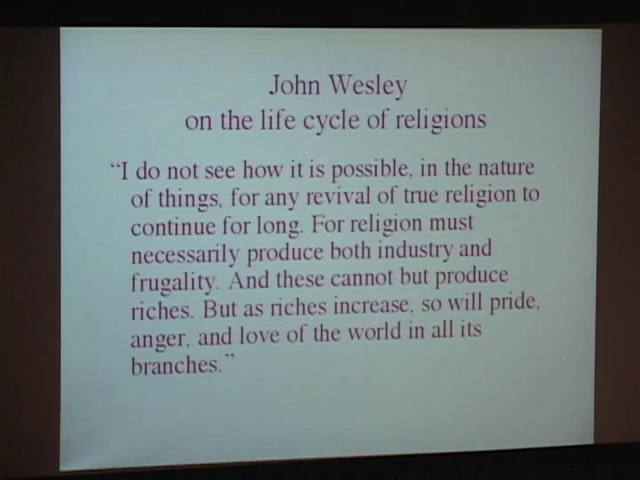 John Wesley
on the life cycle of religions
“I do not see how it is possible, in the nature
of things, for any revival of true religion to
continue for long. For religion must
necessarily produce both industry and
frugality. And these cannot but produce
riches. But as riches increase, so will pride,
anger, and love of the world in all its
branches.”